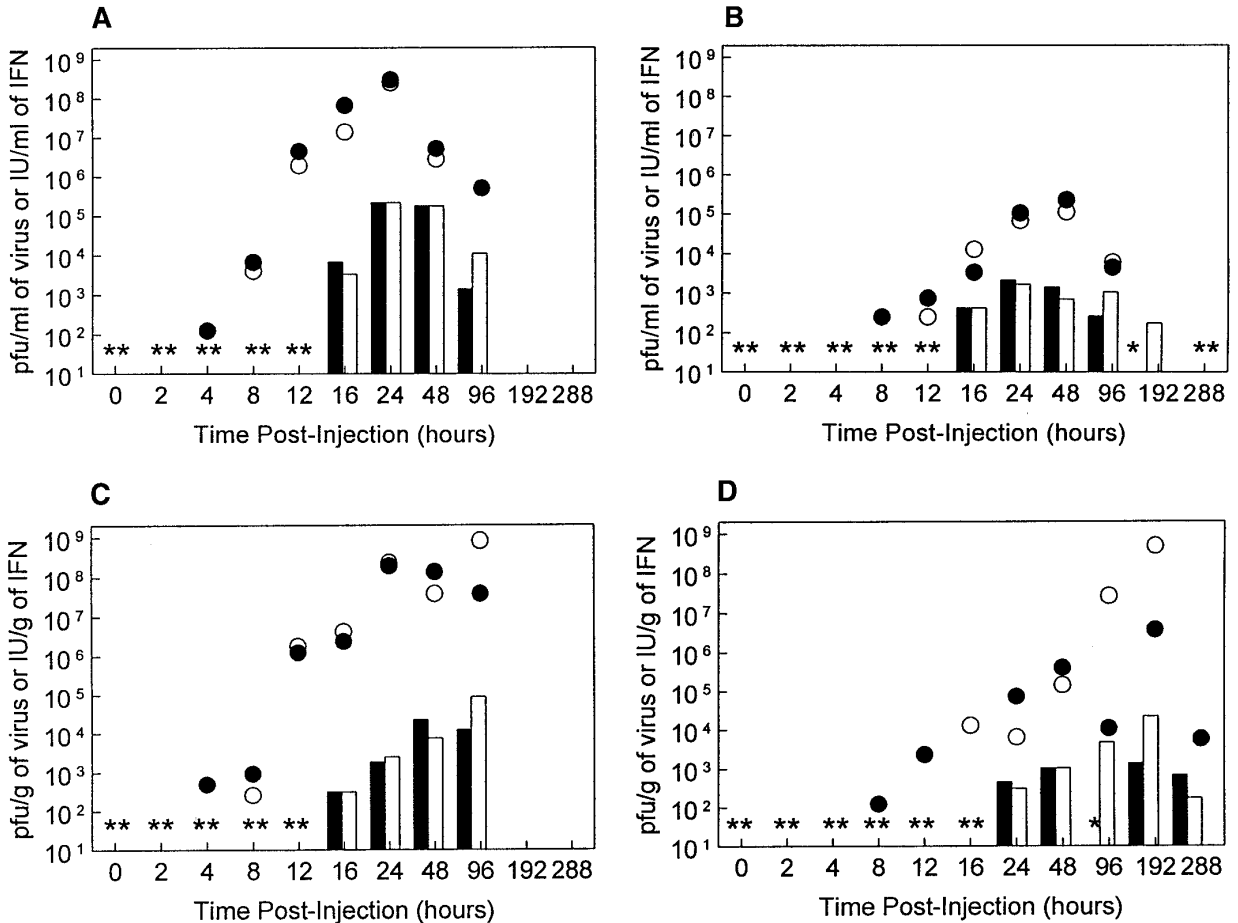 A
pfu/ml of virus or IU/ml of IFN
10⁹
10⁸
10⁷
10⁶
10⁵
10⁴
10³
10²
10¹
** ** ** ** **
0 2 4 8 12 16 24 48 96 192 288
Time Post-Injection (hours)
B
pfu/ml of virus or IU/ml of IFN
10⁹
10⁸
10⁷
10⁶
10⁵
10⁴
10³
10²
10¹
** ** ** ** ** * **
0 2 4 8 12 16 24 48 96 192 288
Time Post-Injection (hours)
C
pfu/g of virus or IU/g of IFN
10⁹
10⁸
10⁷
10⁶
10⁵
10⁴
10³
10²
10¹
** ** ** ** **
0 2 4 8 12 16 24 48 96 192 288
Time Post-Injection (hours)
D
pfu/g of virus or IU/g of IFN
10⁹
10⁸
10⁷
10⁶
10⁵
10⁴
10³
10²
10¹
** ** ** ** ** ** *
0 2 4 8 12 16 24 48 96 192 288
Time Post-Injection (hours)